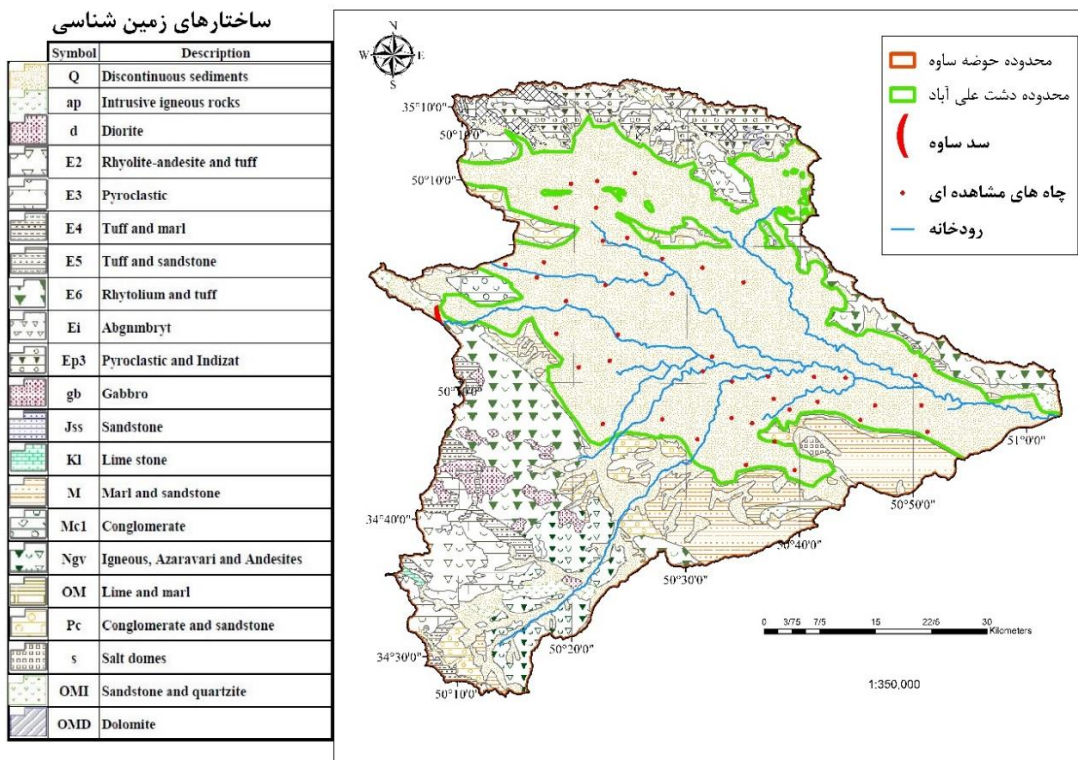 ساختارهای زمین شناسی
Symbol Description
Q Discontinuous sediments
ap Intrusive igneous rocks
d Diorite
E2 Rhyolite-andesite and tuff
E3 Pyroclastic
E4 Tuff and marl
E5 Tuff and sandstone
E6 Rhytolium and tuff
Ei Abgnmbryt
Ep3 Pyroclastic and Indizat
gb Gabbro
Jss Sandstone
Kl Lime stone
M Marl and sandstone
Mc1 Conglomerate
Ngv Igneous, Azaravari and Andesites
OM Lime and marl
Pc Conglomerate and sandstone
s Salt domes
OMI Sandstone and quartzite
OMD Dolomite
N
W E
S
محدوده حوضه ساوه
محدوده دشت علی آباد
سد ساوه
چاه های مشاهده ای
رودخانه
35°10'0"
50°10'0"
50°10'0"
51°0'0"
50°50'0"
34°40'0"
50°40'0"
50°30'0"
50°20'0"
34°30'0"
50°10'0"
0 3/75 7/5 15 22/5 30
Kilometers
1:350,000